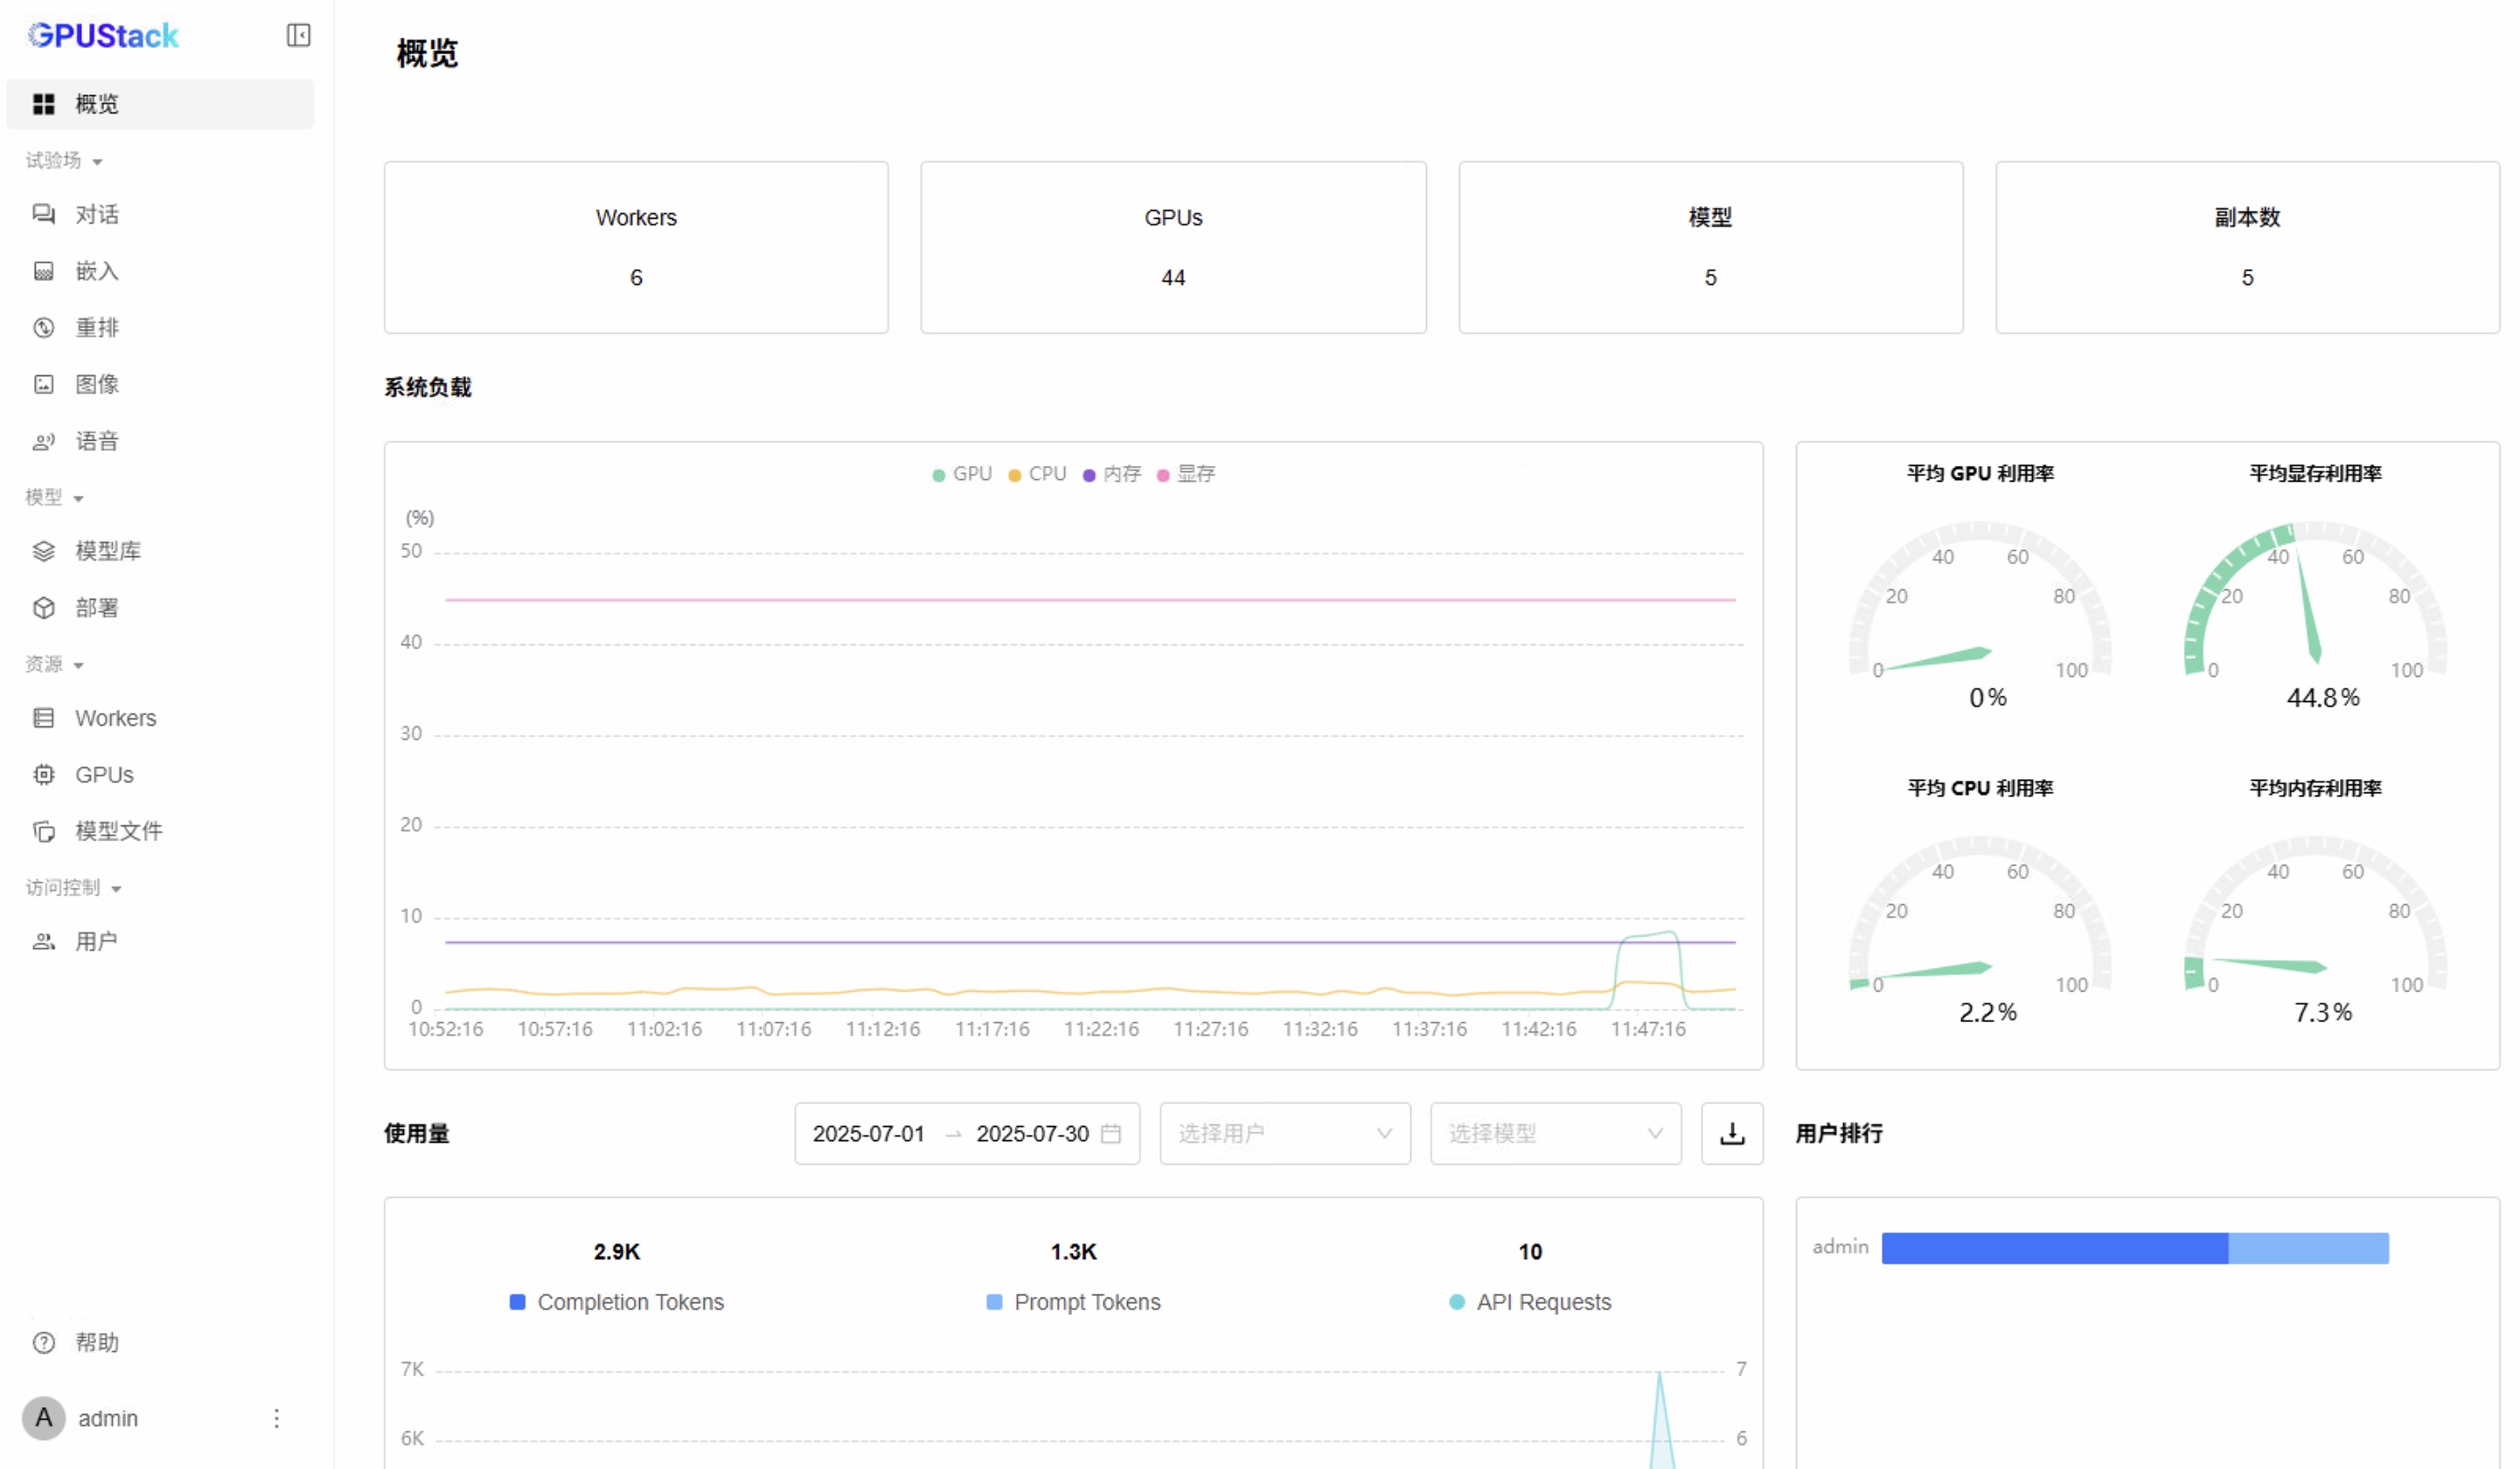 GPUStack
概览
试验场
对话
嵌入
重排
图像
语音
模型
模型库
部署
资源
Workers
GPUs
模型文件
访问控制
用户
帮助
A admin
概览
Workers
6
GPUs
44
模型
5
副本数
5
系统负载
GPU CPU 内存 显存
(%)
50
40
30
20
10
0
10:52:16 10:57:16 11:02:16 11:07:16 11:12:16 11:17:16 11:22:16 11:27:16 11:32:16 11:37:16 11:42:16 11:47:16
平均 GPU 利用率
0 20 40 60 80 100
0%
平均显存利用率
0 20 40 60 80 100
44.8%
平均 CPU 利用率
0 20 40 60 80 100
2.2%
平均内存利用率
0 20 40 60 80 100
7.3%
使用量
2025-07-01 → 2025-07-30
选择用户
选择模型
用户排行
2.9K
Completion Tokens
1.3K
Prompt Tokens
10
API Requests
7K 7
6K 6
admin